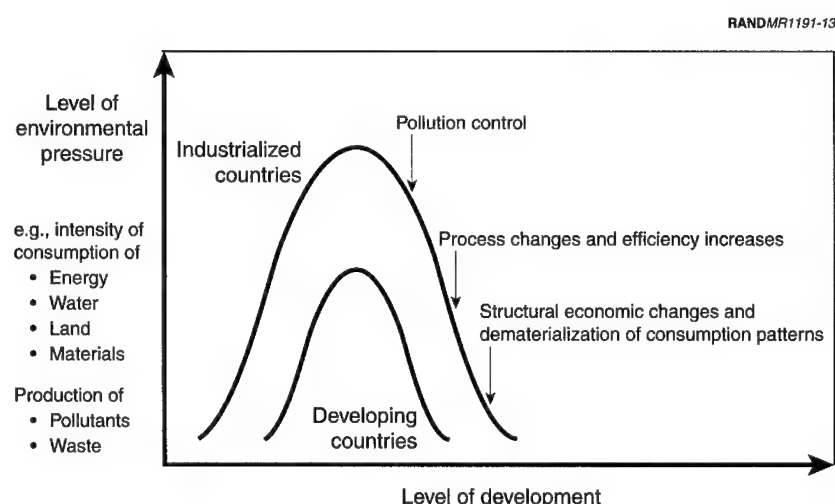 RANDMR1191-13
Level of
environmental
pressure
Pollution control
Industrialized
countries
e.g., intensity of
consumption of
• Energy
• Water
• Land
• Materials
Process changes and efficiency increases
Structural economic changes and
dematerialization of consumption patterns
Production of
• Pollutants
• Waste
Developing
countries
Level of development